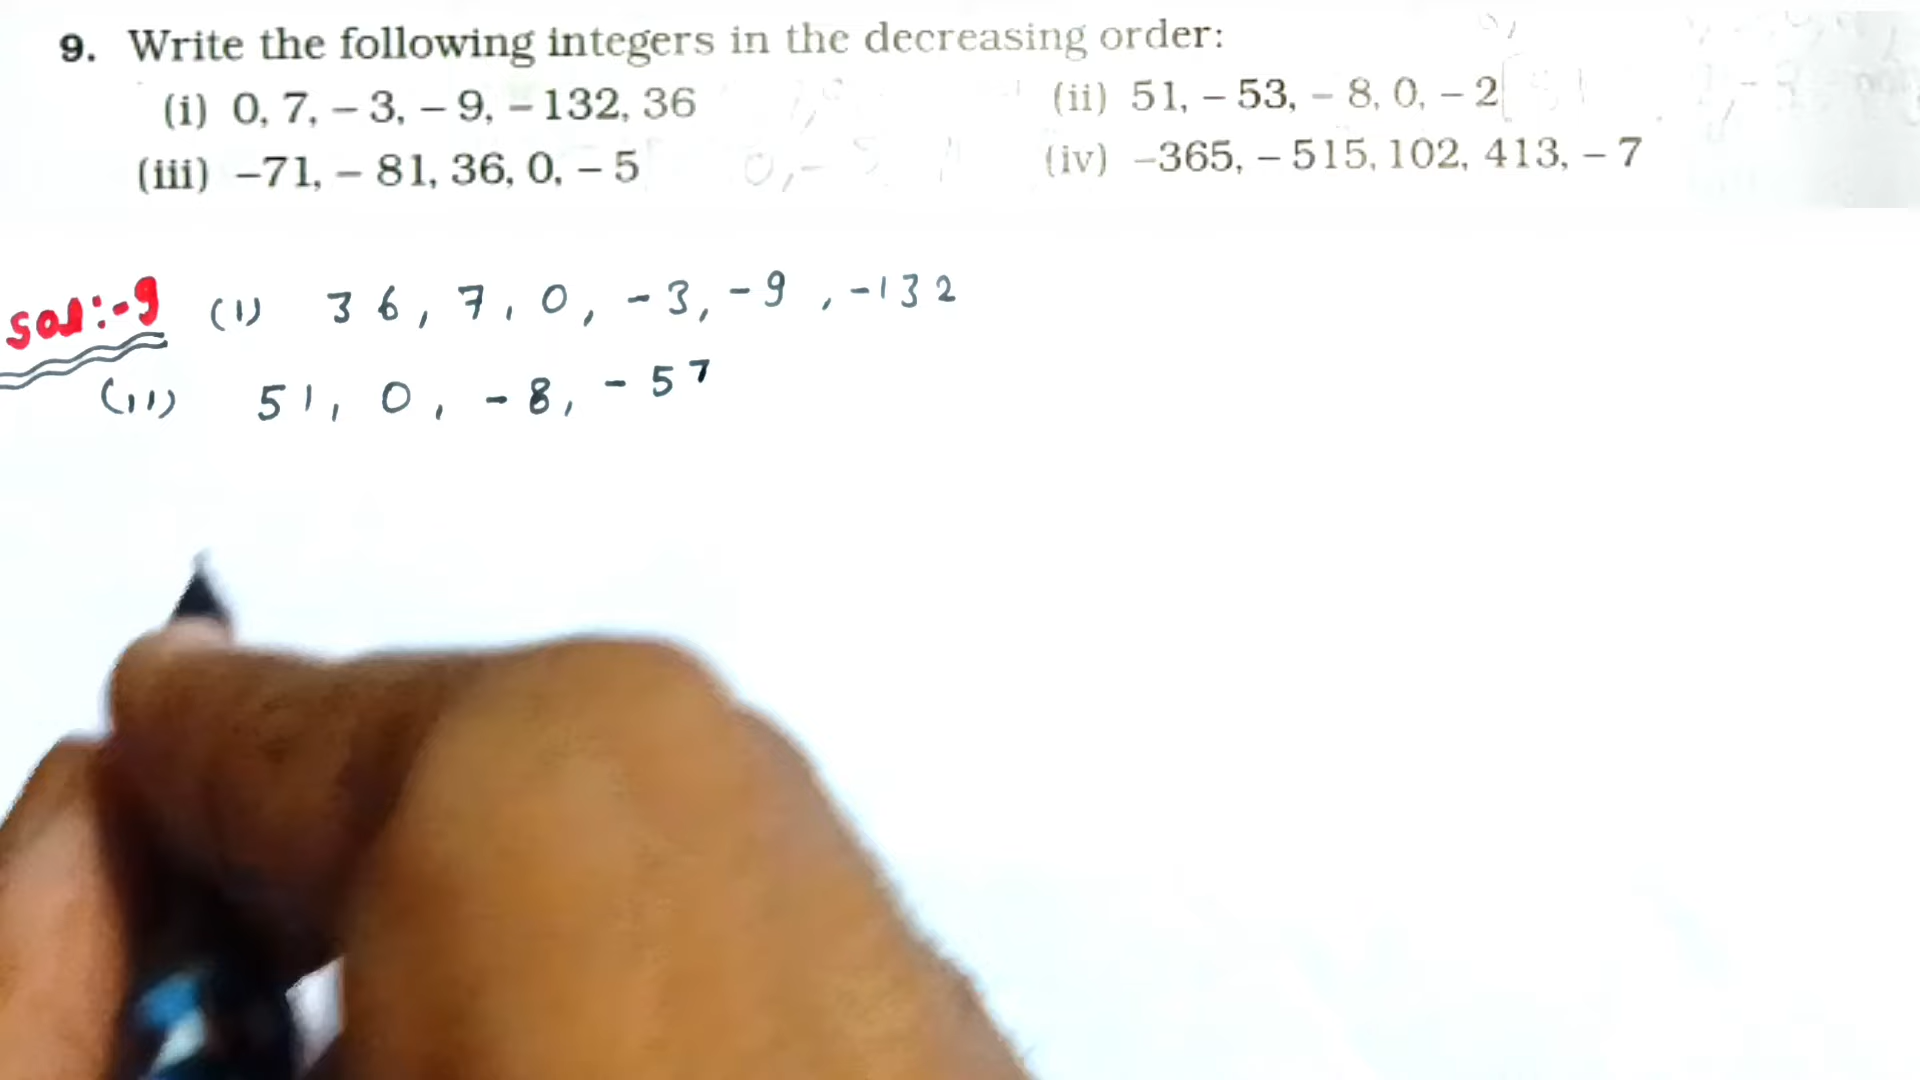 9. Write the following integers in the decreasing order:
(i) 0, 7, – 3, – 9, – 132, 36
(ii) 51, – 53, – 8, 0, – 2
(iii) –71, – 81, 36, 0, – 5
(iv) –365, – 515, 102, 413, – 7
Sol:-9 (i) 36, 7, 0, -3, -9, -132
(ii) 51, 0, -8, -57